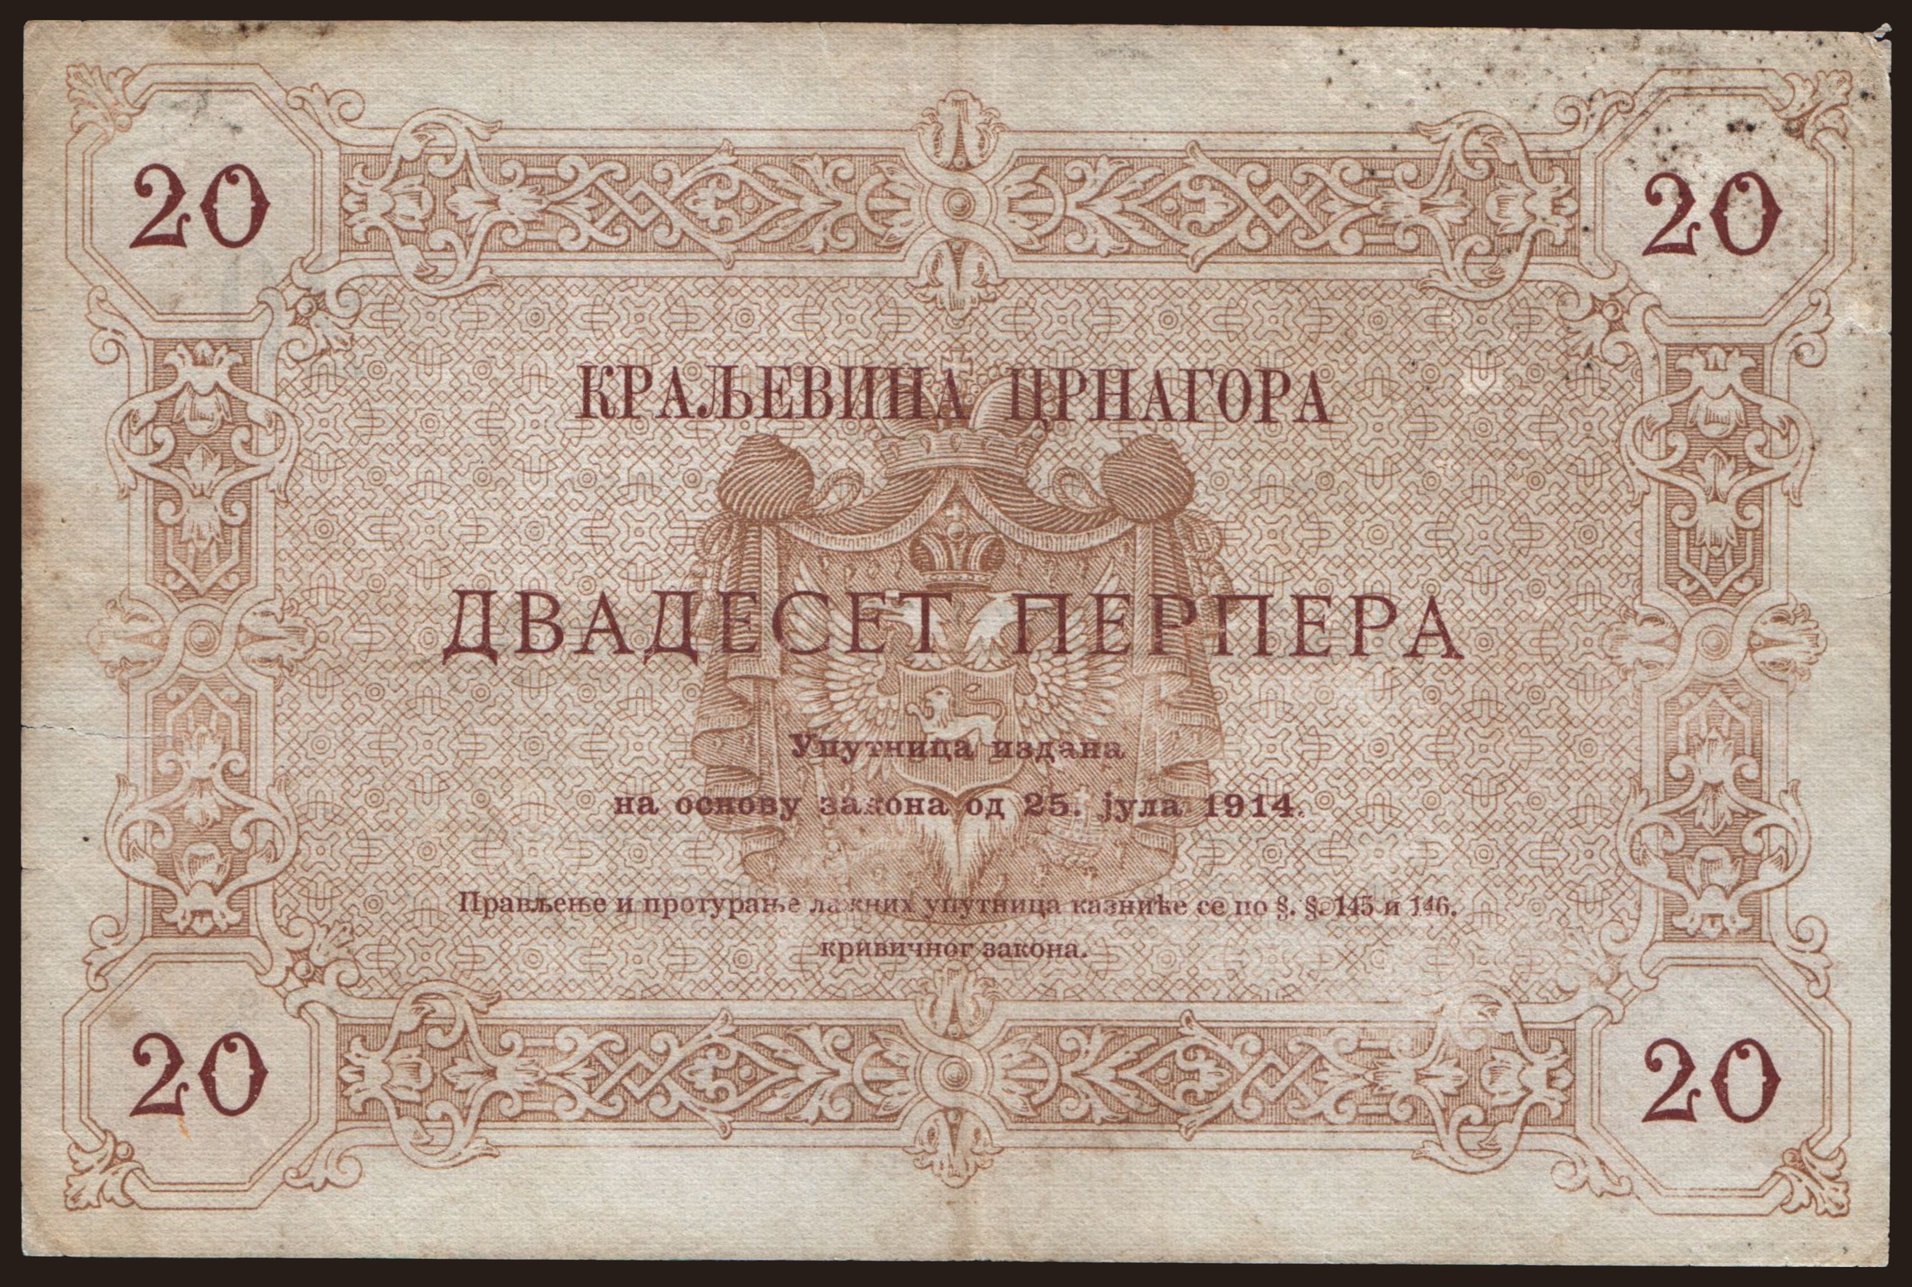 20 20
КРАЉЕВИНА ЦРНАГОРА
ДВАДЕСЕТ ПЕРПЕРА
Упутница издана
на основу закона од 25. јула 1914.
Прављење и протурање лажних упутница казниће се по §. §. 145 и 146.
кривичног закона.
20 20